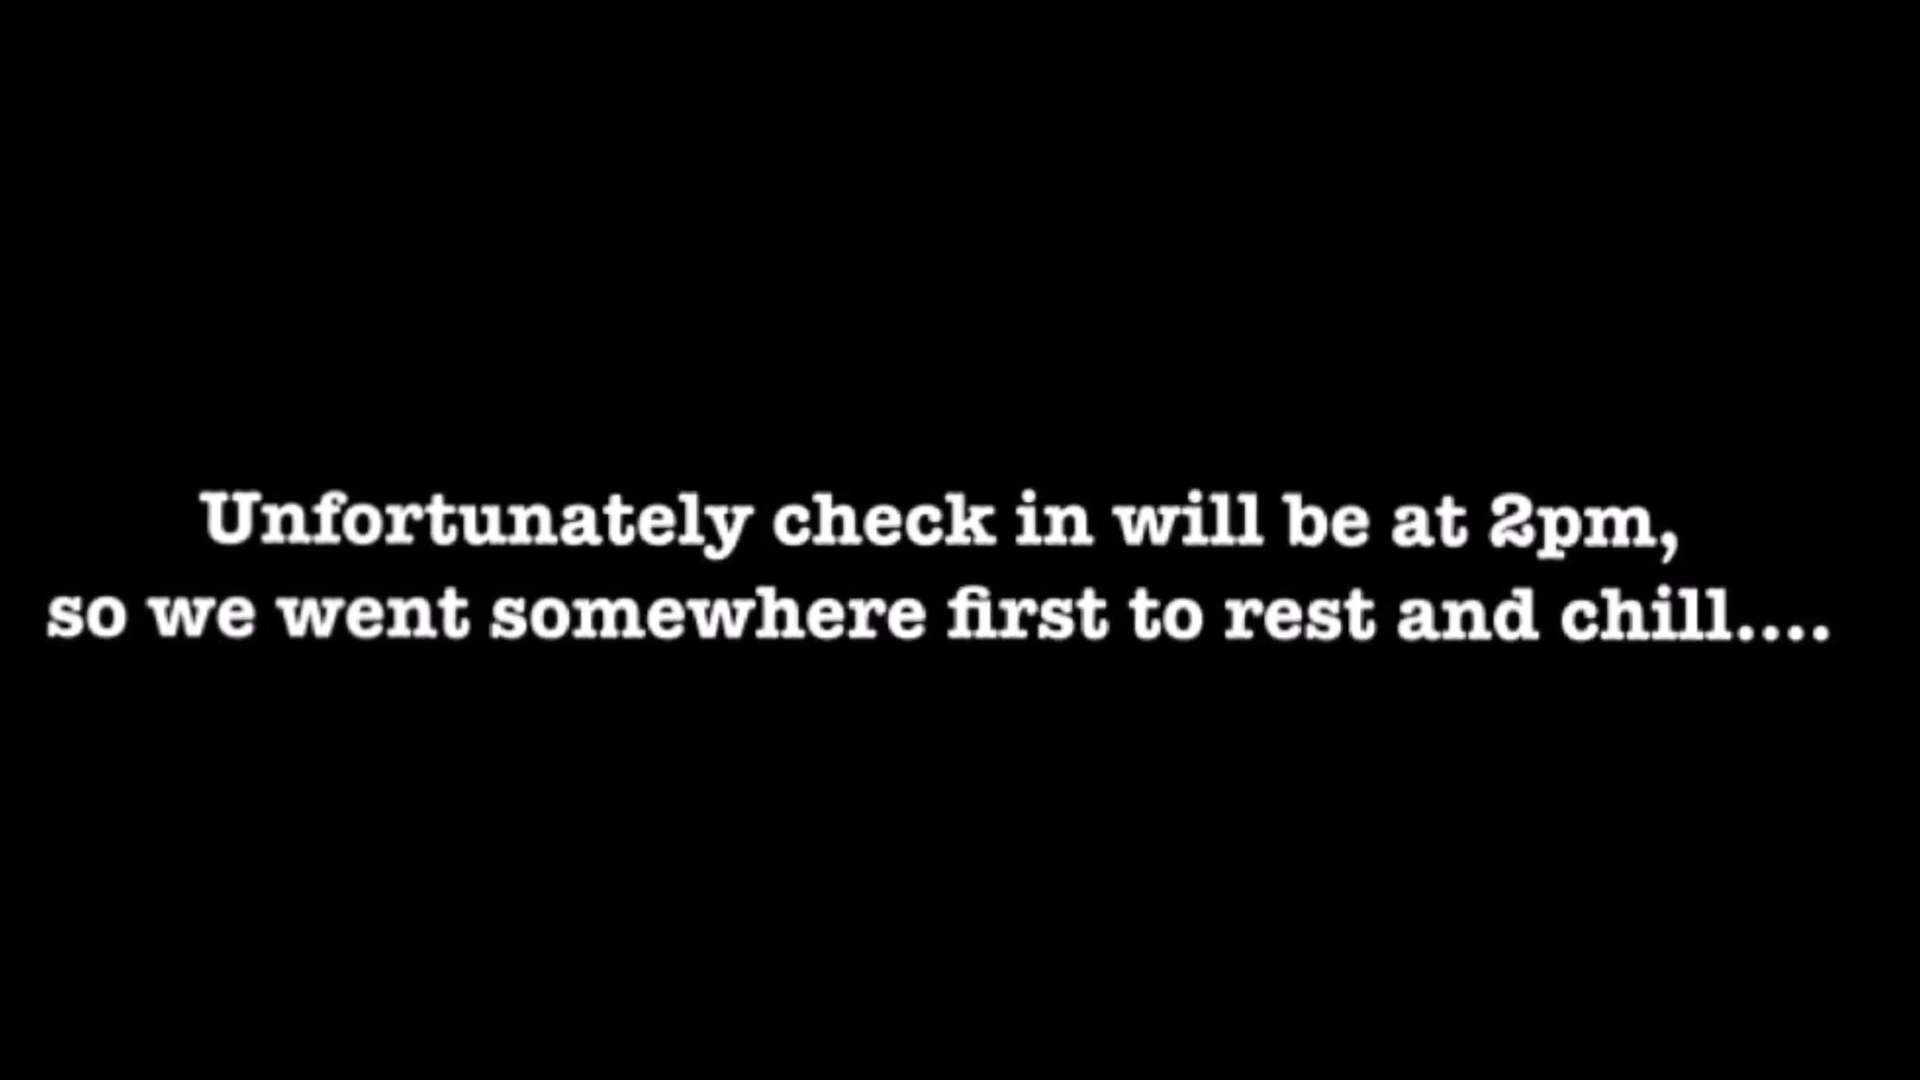 Unfortunately check in will be at 2pm,
so we went somewhere first to rest and chill....